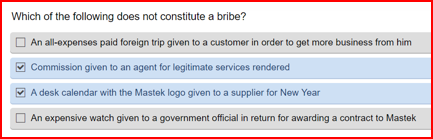 Which of the following does not constitute a bribe?
An all-expenses paid foreign trip given to a customer in order to get more business from him
Commission given to an agent for legitimate services rendered
A desk calendar with the Mastek logo given to a supplier for New Year
An expensive watch given to a government official in return for awarding a contract to Mastek